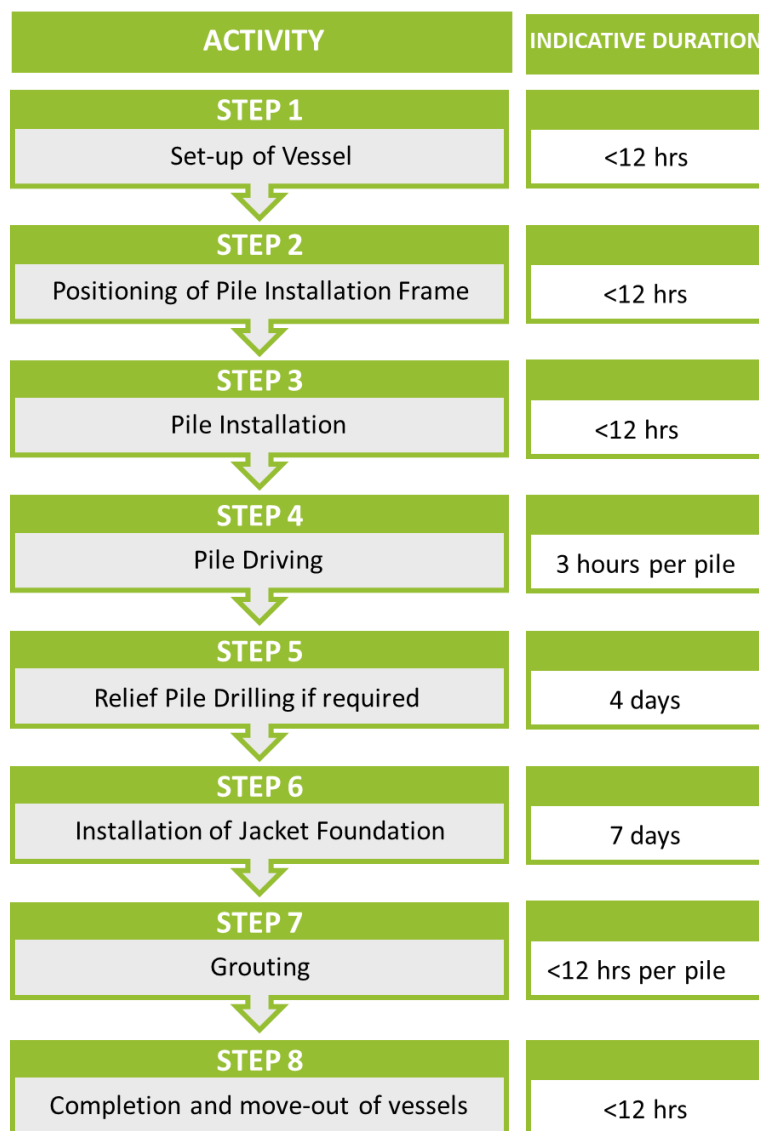 ACTIVITY
INDICATIVE DURATION
STEP 1
Set-up of Vessel
<12 hrs
STEP 2
Positioning of Pile Installation Frame
<12 hrs
STEP 3
Pile Installation
<12 hrs
STEP 4
Pile Driving
3 hours per pile
STEP 5
Relief Pile Drilling if required
4 days
STEP 6
Installation of Jacket Foundation
7 days
STEP 7
Grouting
<12 hrs per pile
STEP 8
Completion and move-out of vessels
<12 hrs